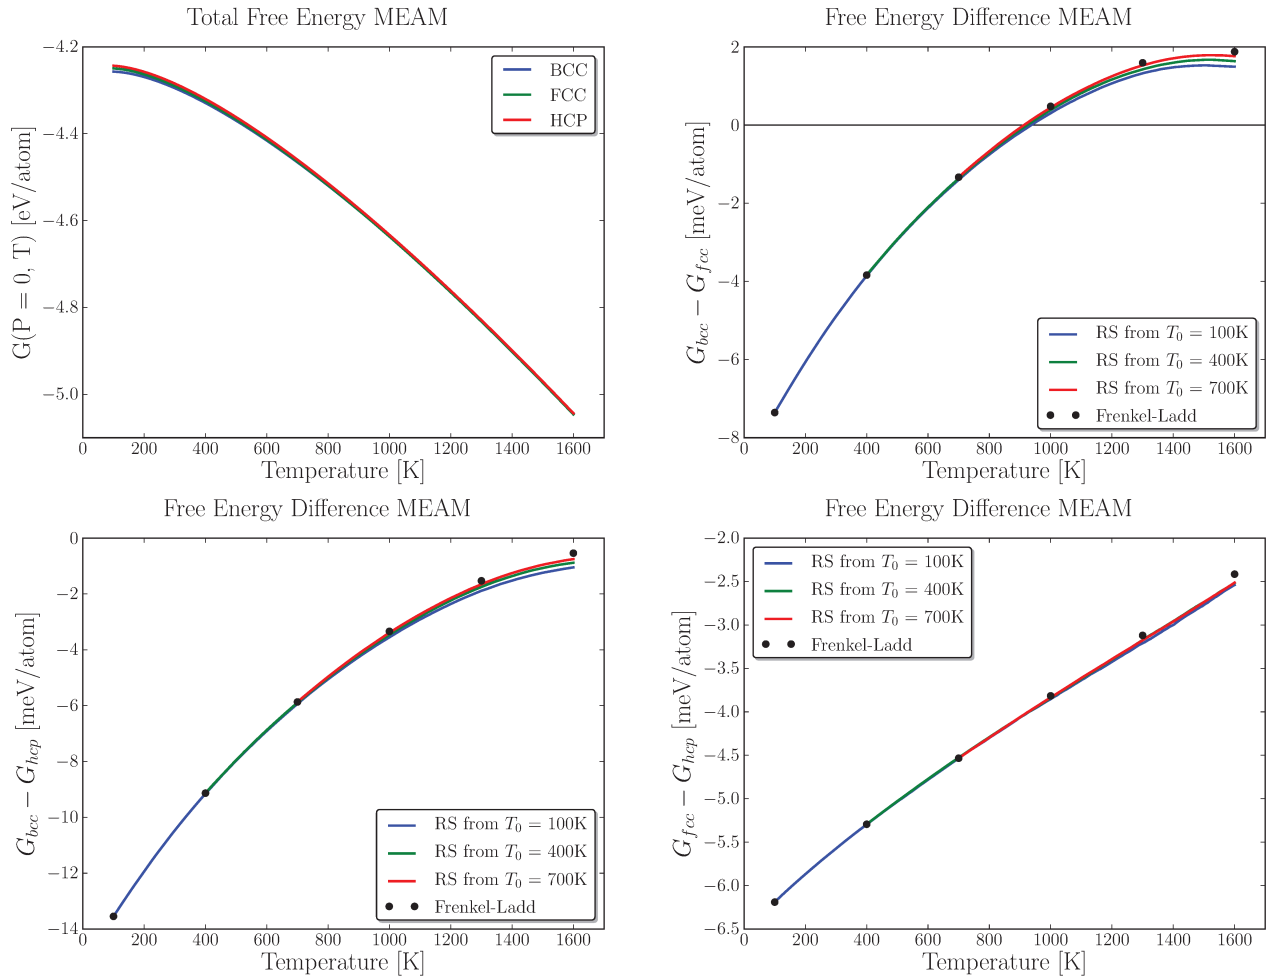 Total Free Energy MEAM
−4.2
−4.4
−4.6
−4.8
−5.0
G(P = 0, T) [eV/atom]
BCC
FCC
HCP
0 200 400 600 800 1000 1200 1400 1600
Temperature [K]
Free Energy Difference MEAM
2
0
−2
−4
−6
−8
G_bcc − G_fcc [meV/atom]
RS from T_0 = 100K
RS from T_0 = 400K
RS from T_0 = 700K
Frenkel-Ladd
0 200 400 600 800 1000 1200 1400 1600
Temperature [K]
Free Energy Difference MEAM
0
−2
−4
−6
−8
−10
−12
−14
G_bcc − G_hcp [meV/atom]
RS from T_0 = 100K
RS from T_0 = 400K
RS from T_0 = 700K
Frenkel-Ladd
0 200 400 600 800 1000 1200 1400 1600
Temperature [K]
Free Energy Difference MEAM
−2.0
−2.5
−3.0
−3.5
−4.0
−4.5
−5.0
−5.5
−6.0
−6.5
G_fcc − G_hcp [meV/atom]
RS from T_0 = 100K
RS from T_0 = 400K
RS from T_0 = 700K
Frenkel-Ladd
0 200 400 600 800 1000 1200 1400 1600
Temperature [K]